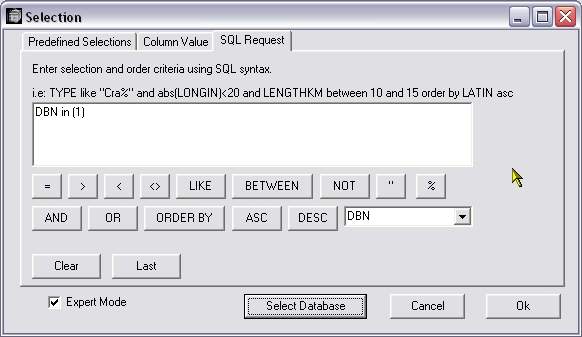 Selection
Predefined Selections Column Value SQL Request
Enter selection and order criteria using SQL syntax.
i.e: TYPE like "Cra%" and abs(LONGIN)<20 and LENGTHKM between 10 and 15 order by LATIN asc
DBN in (1)
= > < <> LIKE BETWEEN NOT " %
AND OR ORDER BY ASC DESC DBN
Clear Last
Expert Mode Select Database Cancel Ok